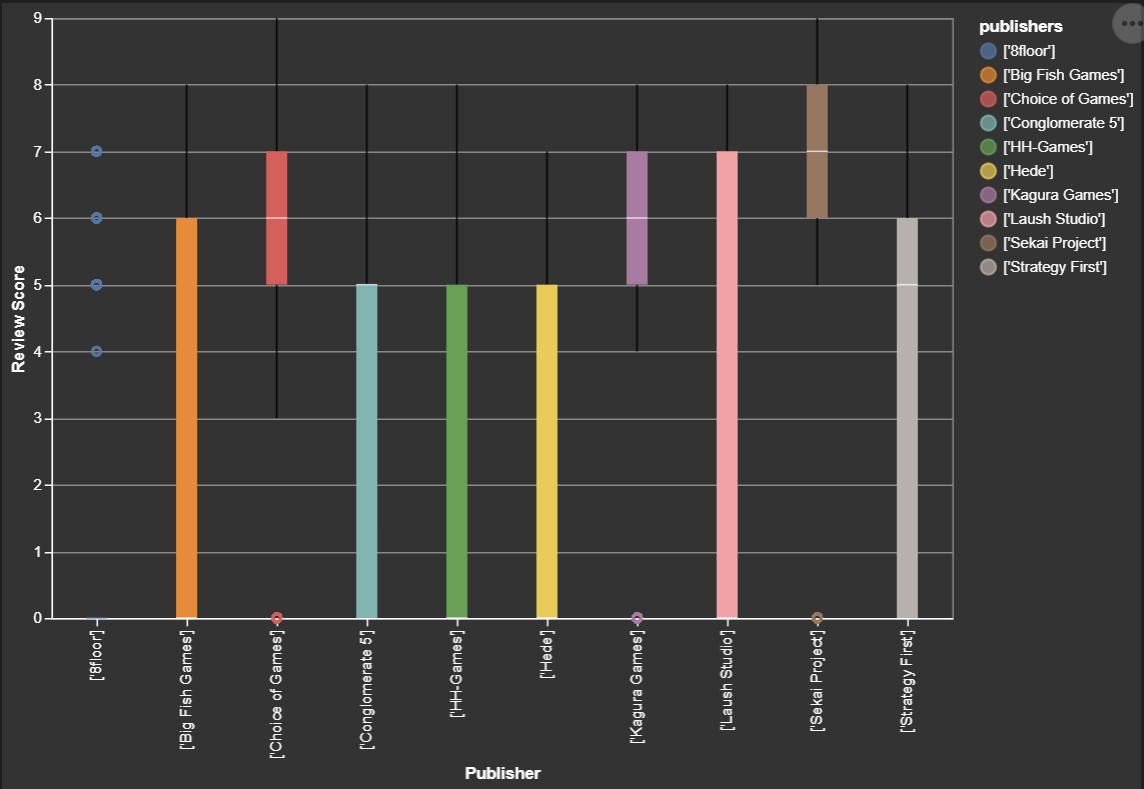 9
8
7
6
5
4
3
2
1
0
Review Score
['8floor']
['Big Fish Games']
['Choice of Games']
['Conglomerate 5']
['HH-Games']
['Hede']
['Kagura Games']
['Laush Studio']
['Sekai Project']
['Strategy First']
Publisher
publishers
['8floor']
['Big Fish Games']
['Choice of Games']
['Conglomerate 5']
['HH-Games']
['Hede']
['Kagura Games']
['Laush Studio']
['Sekai Project']
['Strategy First']